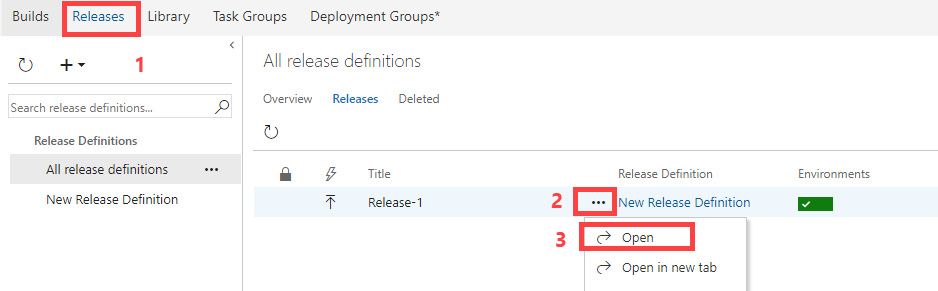 Builds Releases Library Task Groups Deployment Groups*
1
All release definitions
Search release definitions...
Overview Releases Deleted
Release Definitions
All release definitions ...
New Release Definition
Title Release Definition Environments
Release-1 2 ... New Release Definition
3 Open
Open in new tab